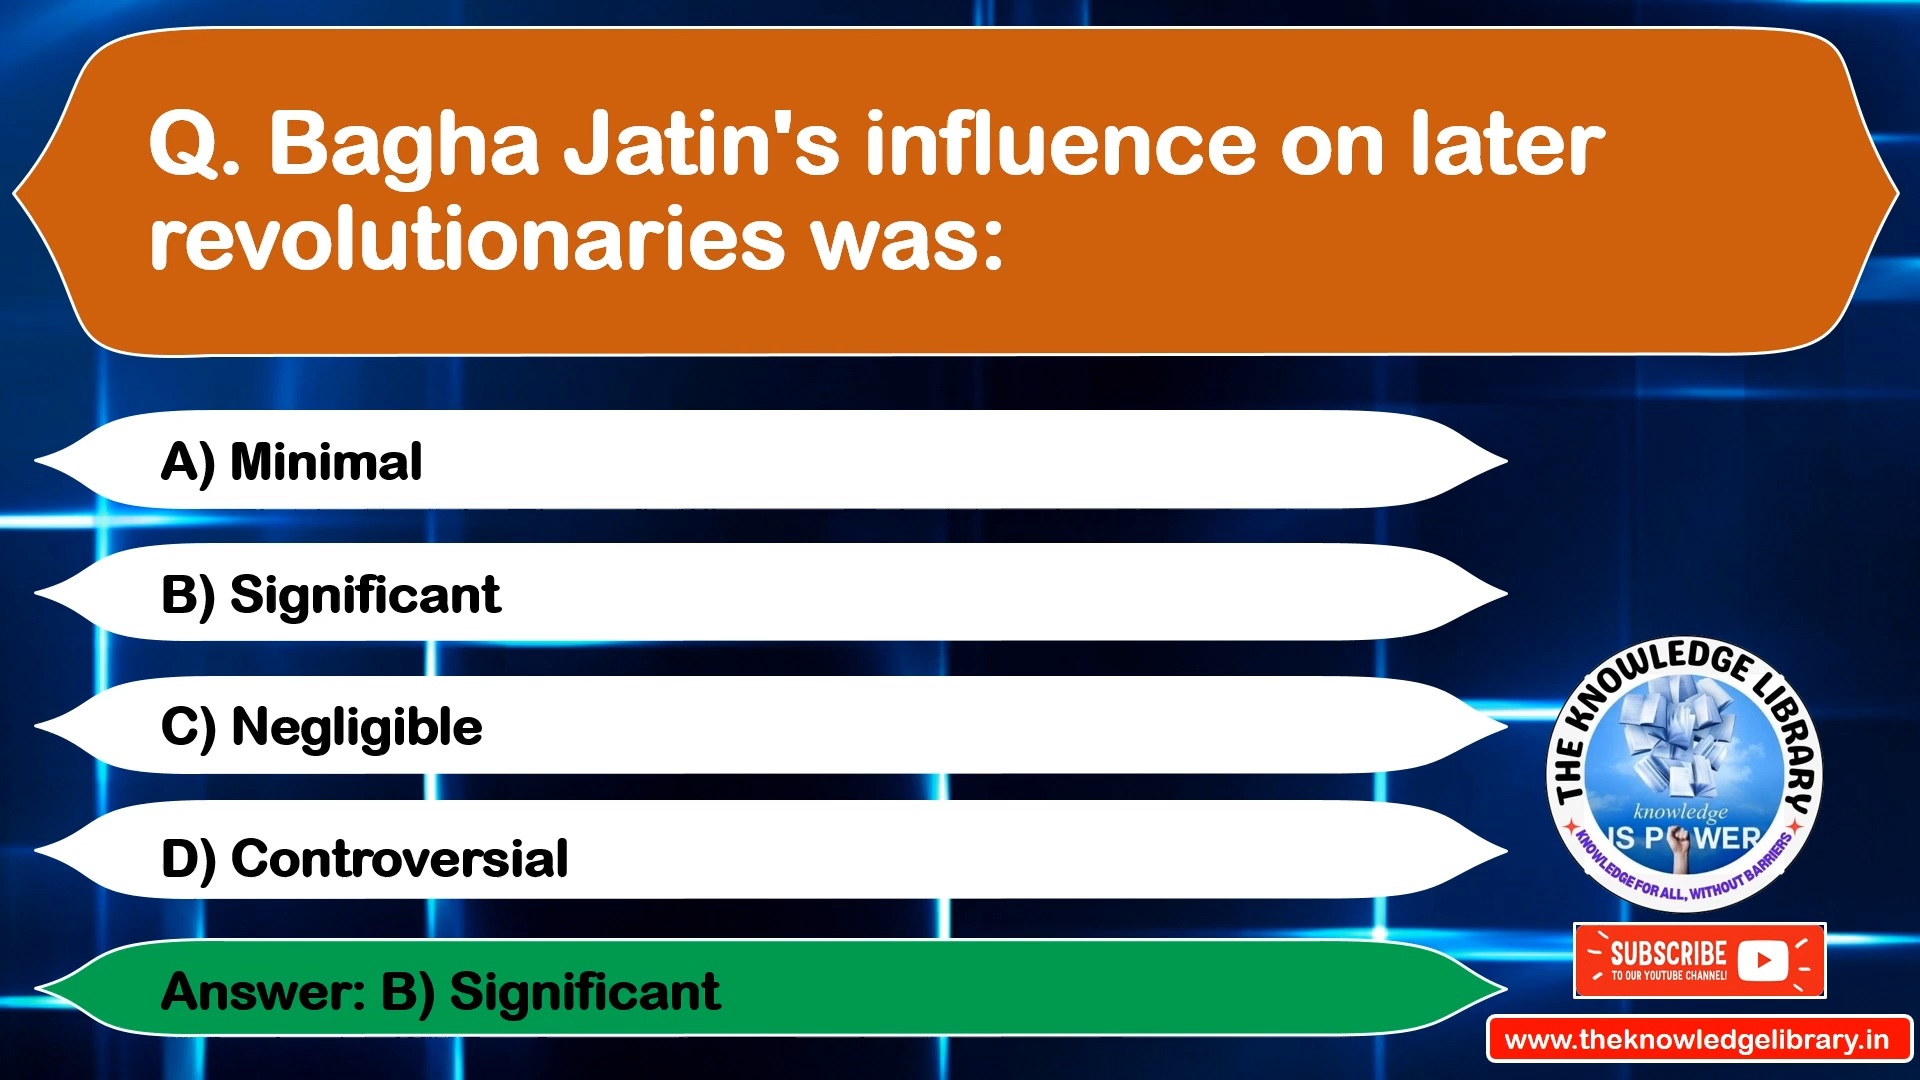 Q. Bagha Jatin's influence on later
revolutionaries was:
A) Minimal
B) Significant
C) Negligible
D) Controversial
Answer: B) Significant
THE KNOWLEDGE LIBRARY
knowledge
IS POWER
KNOWLEDGE FOR ALL, WITHOUT BARRIERS
SUBSCRIBE
TO OUR YOUTUBE CHANNEL!
www.theknowledgelibrary.in